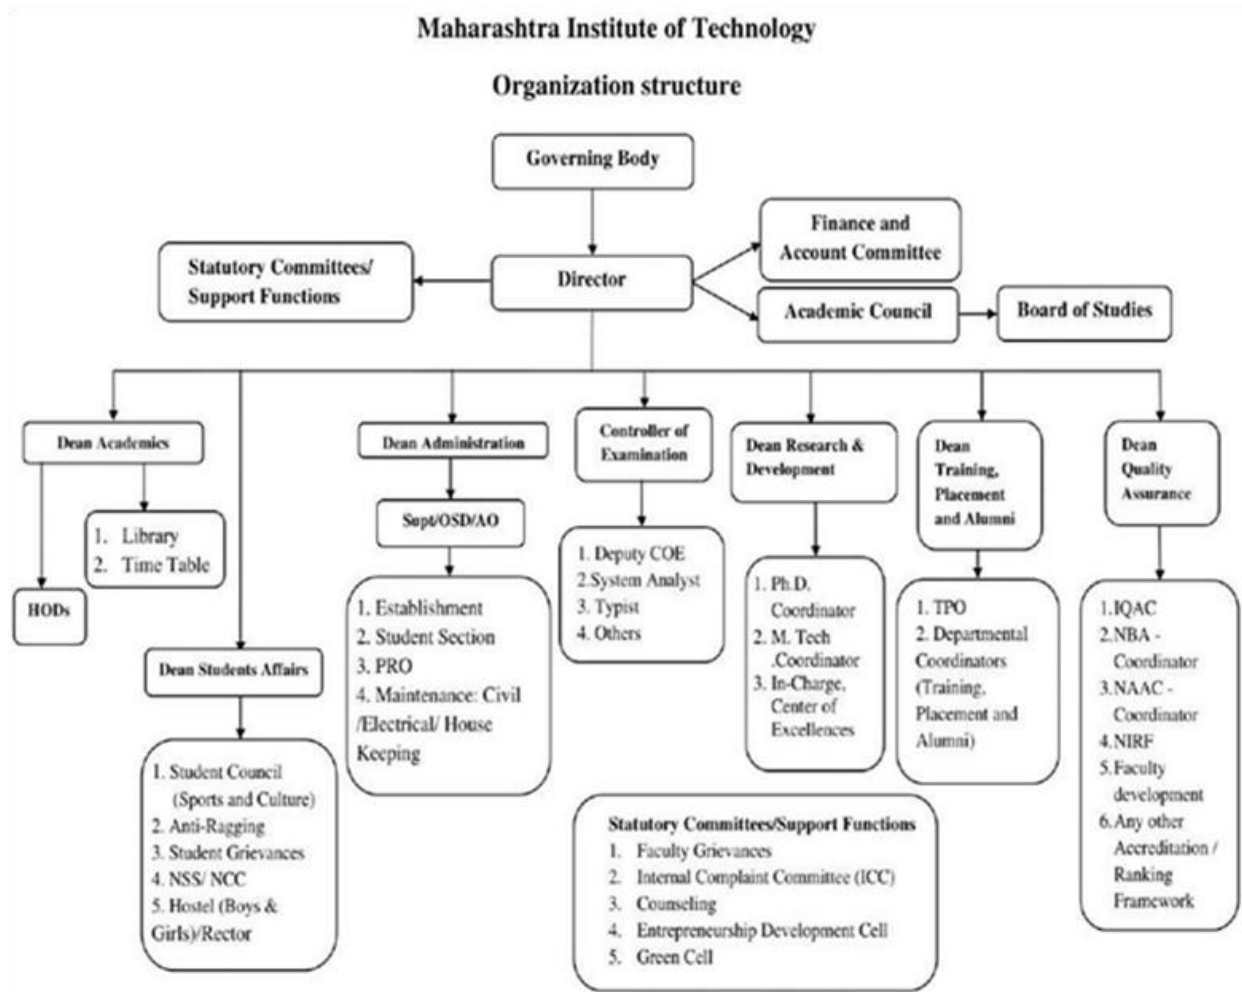 Maharashtra Institute of Technology
Organization structure
Governing Body
Finance and
Account Committee
Statutory Committees/
Support Functions
Director
Academic Council
Board of Studies
Dean Academics
Dean Administration
Controller of
Examination
Dean Research &
Development
Dean
Training,
Placement
and Alumni
Dean
Quality
Assurance
HODs
1. Library
2. Time Table
Supt/OSD/AO
1. Establishment
2. Student Section
3. PRO
4. Maintenance: Civil
/Electrical/ House
Keeping
1. Deputy COE
2.System Analyst
3. Typist
4. Others
1. Ph.D.
Coordinator
2. M. Tech
.Coordinator
3. In-Charge,
Center of
Excellences
1. TPO
2. Departmental
Coordinators
(Training,
Placement and
Alumni)
1.IQAC
2.NBA -
Coordinator
3.NAAC -
Coordinator
4.NIRF
5.Faculty
development
6.Any other
Accreditation /
Ranking
Framework
Dean Students Affairs
1. Student Council
(Sports and Culture)
2. Anti-Ragging
3. Student Grievances
4. NSS/ NCC
5. Hostel (Boys &
Girls)/Rector
Statutory Committees/Support Functions
1. Faculty Grievances
2. Internal Complaint Committee (ICC)
3. Counseling
4. Entrepreneurship Development Cell
5. Green Cell